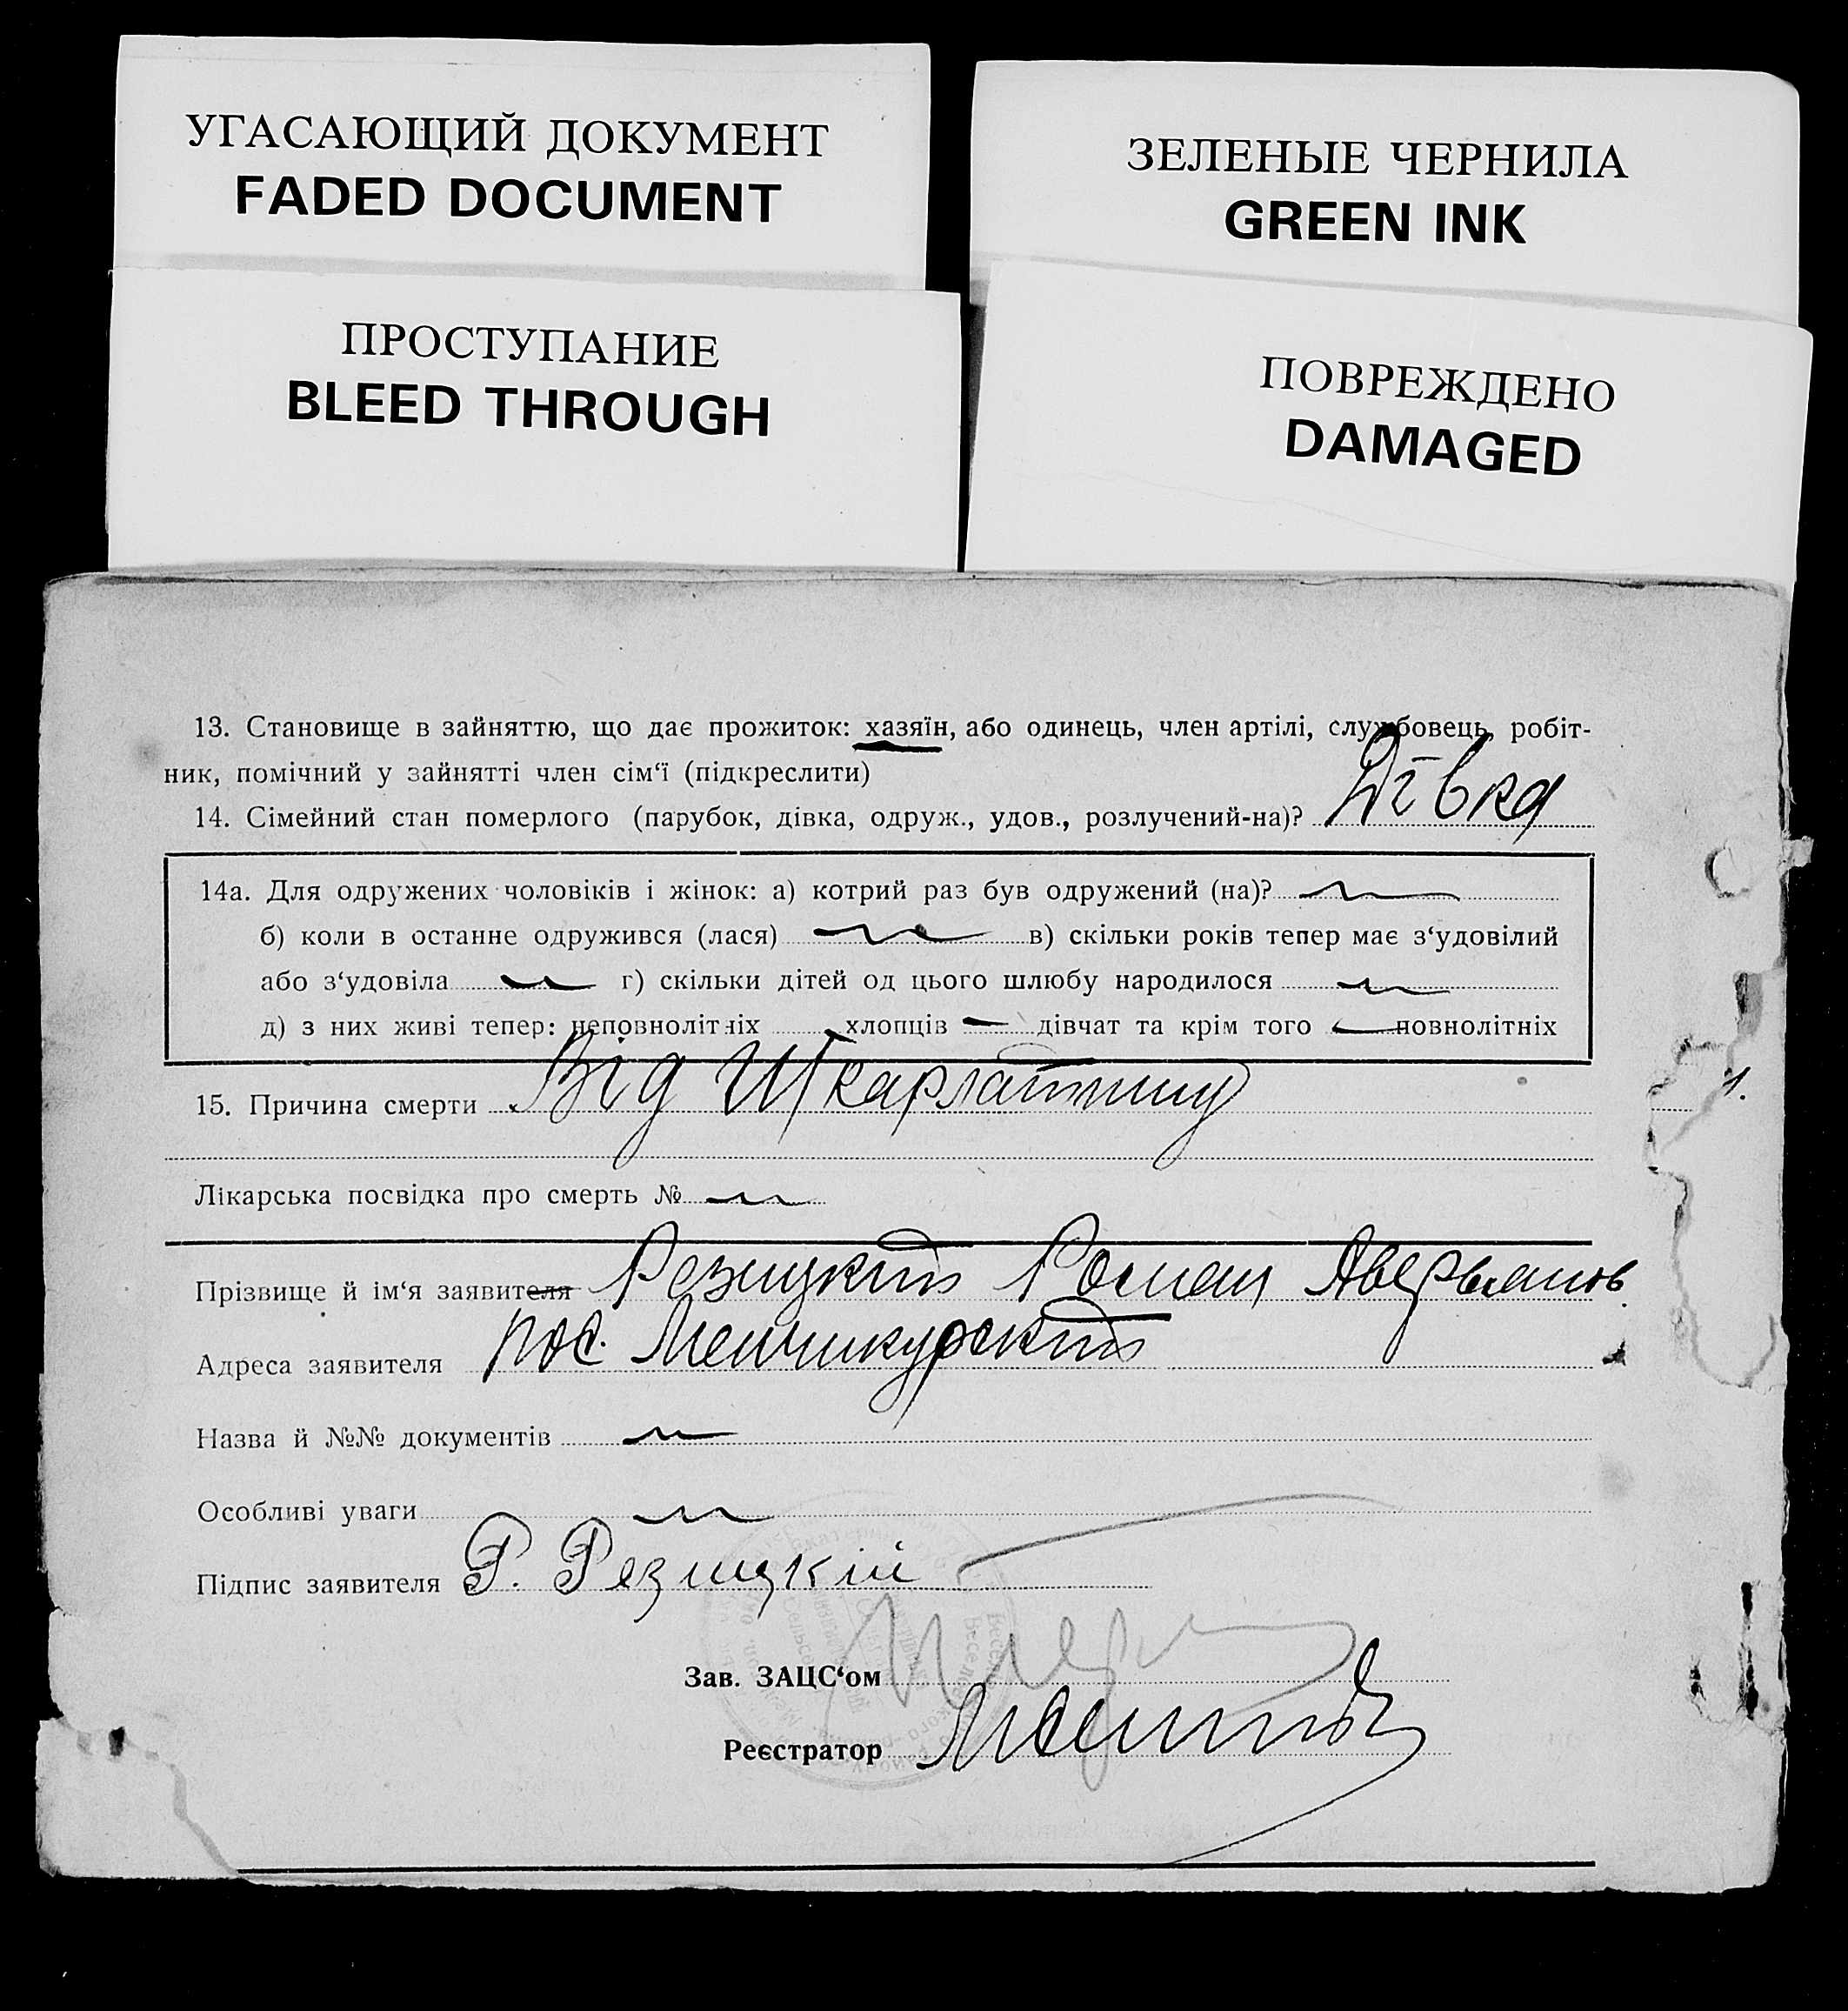 УГАСАЮЩИЙ ДОКУМЕНТ
FADED DOCUMENT
ЗЕЛЕНЫЕ ЧЕРНИЛА
GREEN INK
ПРОСТУПАНИЕ
BLEED THROUGH
ПОВРЕЖДЕНО
DAMAGED
13. Становище в зайняттю, що дає прожиток: хазяїн, або одинець, член артілі, службовець, робіт-
ник, помічний у зайнятті член сім‘ї (підкреслити)
14. Сімейний стан померлого (парубок, дівка, одруж., удов., розлучений-на)? Дівка
14а. Для одружених чоловіків і жінок: а) котрий раз був одружений (на)?
б) коли в останне одружився (лася) в) скільки років тепер має з‘удовілий
або з‘удовіла г) скільки дітей од цього шлюбу народилося
д) з них живі тепер: неповнолітніх хлопців дівчат та крім того повнолітніх
15. Причина смерти Від Шкарлатину
Лікарська посвідка про смерть №
Прізвище й ім‘я заявителя Резицкий Роман Аверьянов
Адреса заявителя пос. Менчикурский
Назва й №№ документів
Особливі уваги
Підпис заявителя Р. Резицкий
Зав. ЗАЦС‘ом
Реєстратор